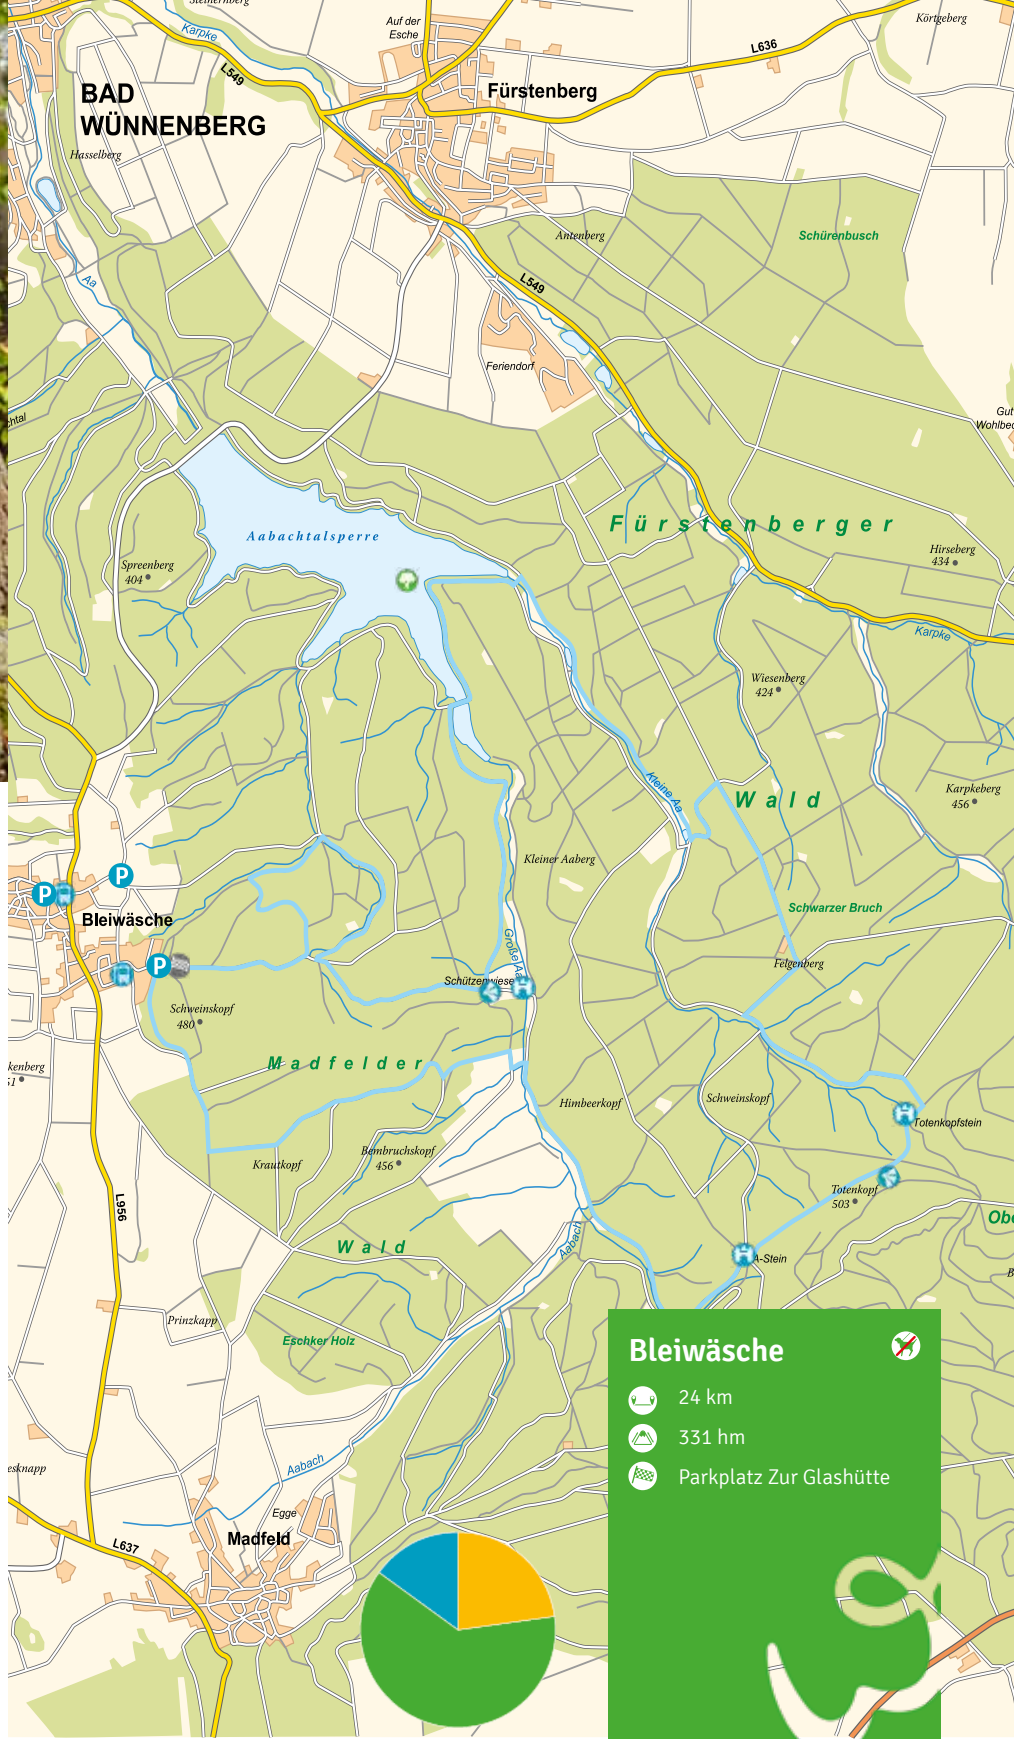 Karpke
Auf der
Esche
Körtgeberg
L636
L549
BAD
WÜNNENBERG
Fürstenberg
Hasselberg
Antenberg
Schürenbusch
Aa
L549
Feriendorf
Gut
Fürstenberger
Aabachtalsperre
Spreenberg
404
Hirseberg
434
Karpke
Wiesenberg
424
Kleine Aa
Wald
Karpkeberg
456
Kleiner Aaberg
P
P
Bleiwäsche
Schwarzer Bruch
Große Aa
P
Felgenberg
Schützenwiese
Schweinskopf
480
Madfelder
kenberg
Himbeerkopf
Schweinskopf
Totenkopfstein
Bembruchskopf
456
Krautkopf
Totenkopf
503
L956
Obe
Wald
Aabach
A-Stein
Prinzkapp
Eschker Holz
Bleiwäsche
24 km
331 hm
esknapp
Aabach
Parkplatz Zur Glashütte
Egge
Madfeld
L637